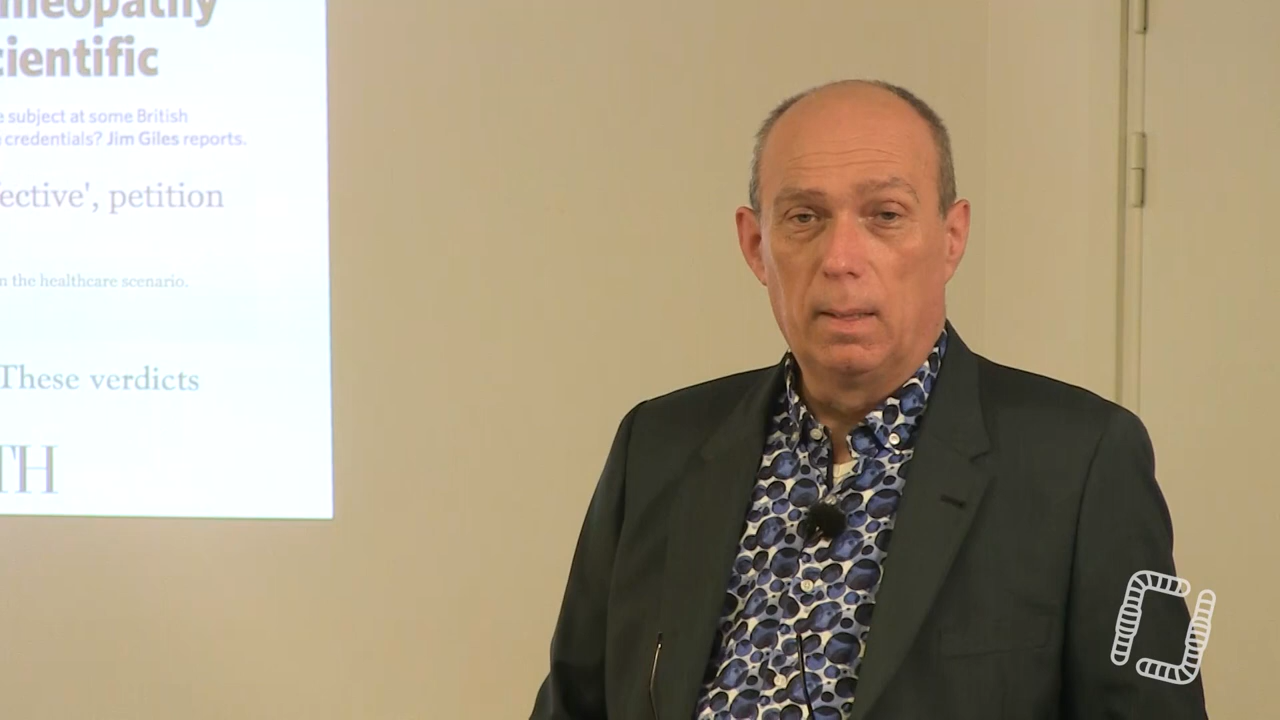 meopathy
cientific
e subject at some British
credentials? Jim Giles reports.
ective', petition
n the healthcare scenario.
These verdicts
TH